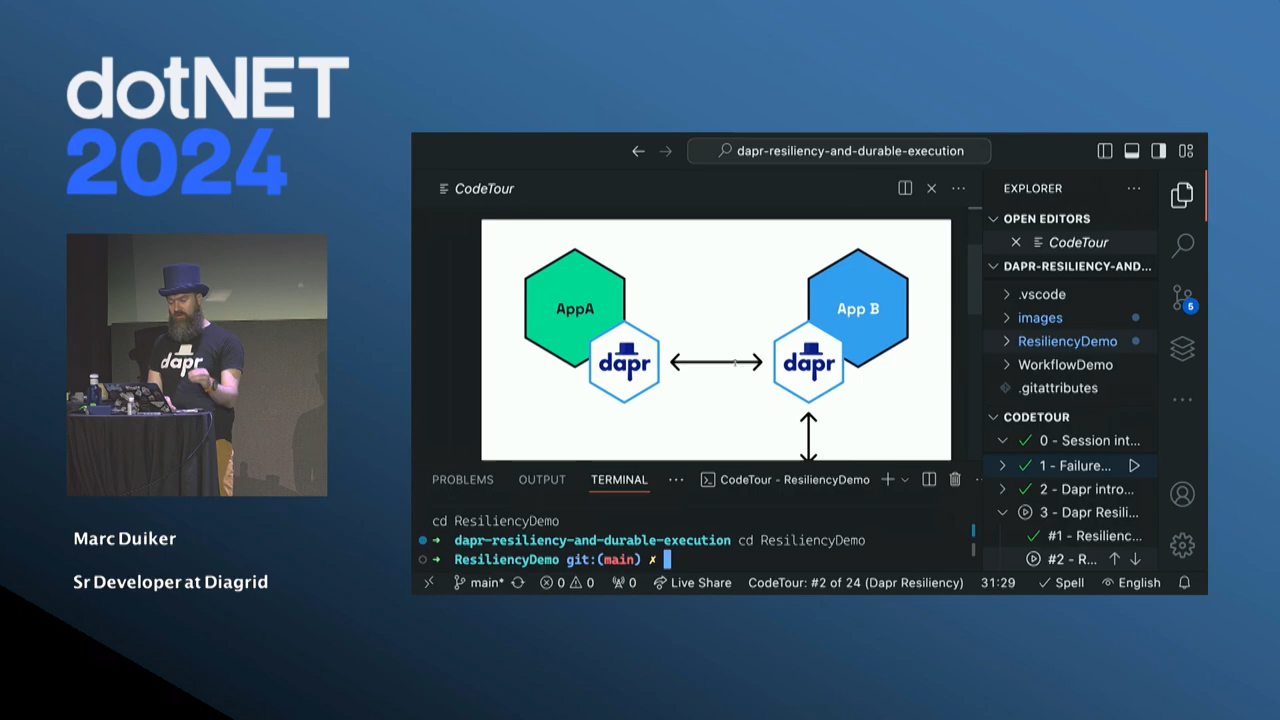 dotNET
2024
dapr
Marc Duiker
Sr Developer at Diagrid
dapr-resiliency-and-durable-execution
CodeTour
AppA
App B
dapr
dapr
PROBLEMS
OUTPUT
TERMINAL
CodeTour - ResiliencyDemo
cd ResiliencyDemo
dapr-resiliency-and-durable-execution cd ResiliencyDemo
ResiliencyDemo git:(main) ✗
EXPLORER
OPEN EDITORS
CodeTour
DAPR-RESILIENCY-AND...
.vscode
images
ResiliencyDemo
WorkflowDemo
.gitattributes
CODETOUR
0 - Session int...
1 - Failure...
2 - Dapr intro...
3 - Dapr Resili...
#1 - Resilienc...
#2 - R...
5
main* 0 0 0 Live Share CodeTour: #2 of 24 (Dapr Resiliency) 31:29 Spell English